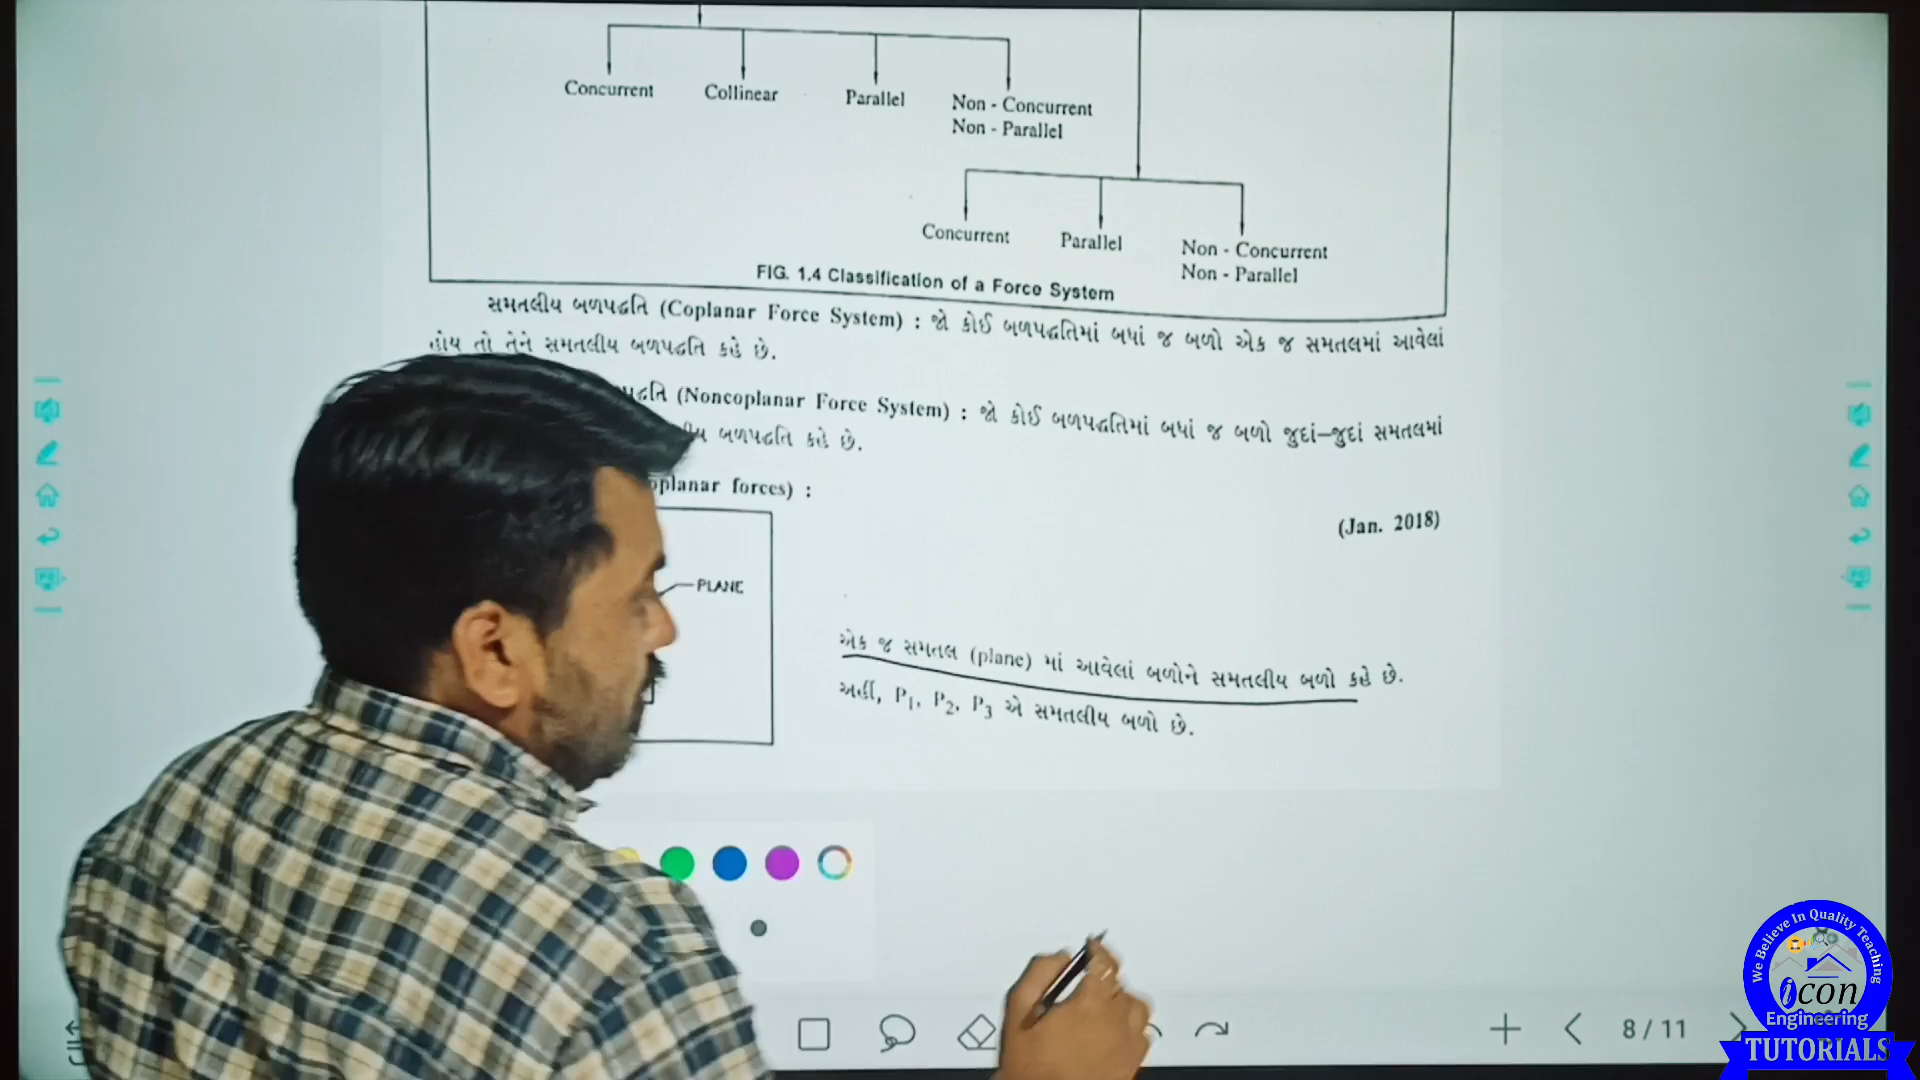 Concurrent
Collinear
Parallel
Non - Concurrent
Non - Parallel
Concurrent
Parallel
Non - Concurrent
Non - Parallel
FIG. 1.4 Classification of a Force System
સમતલીય બળપદ્ધતિ (Coplanar Force System) : જો કોઈ બળપદ્ધતિમાં બધાં જ બળો એક જ સમતલમાં આવેલાં
હોય તો તેને સમતલીય બળપદ્ધતિ કહે છે.
(Noncoplanar Force System) : જો કોઈ બળપદ્ધતિમાં બધાં જ બળો જુદાં–જુદાં સમતલમાં
બળપદ્ધતિ કહે છે.
forces) :
(Jan. 2018)
PLANE
એક જ સમતલ (plane) માં આવેલાં બળોને સમતલીય બળો કહે છે.
અહીં, P1, P2, P3 એ સમતલીય બળો છે.
8 / 11
We Believe In Quality Teaching
icon
Engineering
TUTORIALS